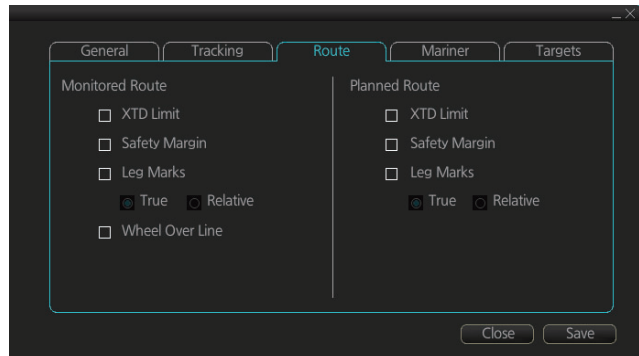 General Tracking Route Mariner Targets
Monitored Route
XTD Limit
Safety Margin
Leg Marks
True Relative
Wheel Over Line
Planned Route
XTD Limit
Safety Margin
Leg Marks
True Relative
Close Save